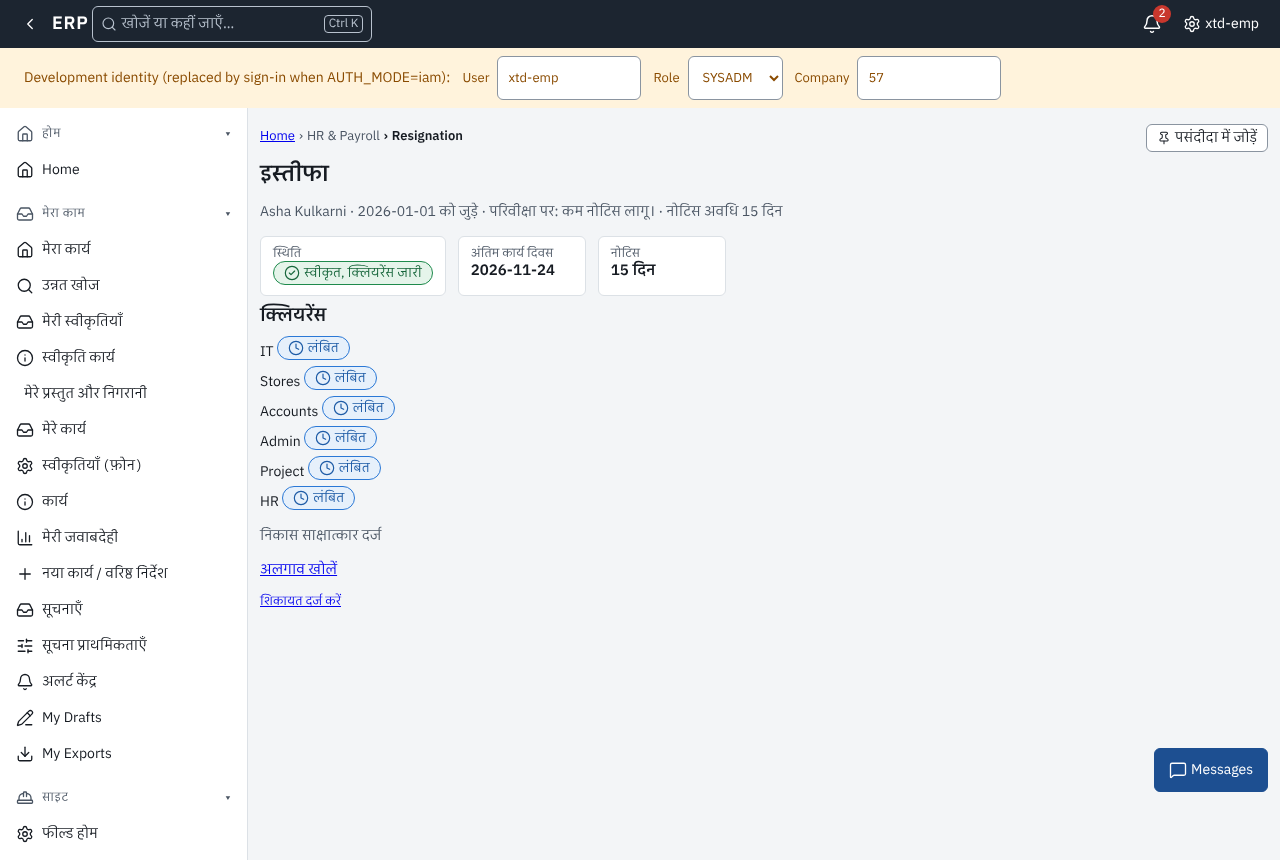 ERP
खोजें या कहीं जाएँ...
Ctrl K
2
xtd-emp
Development identity (replaced by sign-in when AUTH_MODE=iam):
User
xtd-emp
Role
SYSADM
Company
57
होम
Home
मेरा काम
मेरा कार्य
उन्नत खोज
मेरी स्वीकृतियाँ
स्वीकृति कार्य
मेरे प्रस्तुत और निगरानी
मेरे कार्य
स्वीकृतियाँ (फ़ोन)
कार्य
मेरी जवाबदेही
नया कार्य / वरिष्ठ निर्देश
सूचनाएँ
सूचना प्राथमिकताएँ
अलर्ट केंद्र
My Drafts
My Exports
साइट
फील्ड होम
Home › HR & Payroll › Resignation
पसंदीदा में जोड़ें
इस्तीफा
Asha Kulkarni · 2026-01-01 को जुड़े · परिवीक्षा पर: कम नोटिस लागू। · नोटिस अवधि 15 दिन
स्थिति
स्वीकृत, क्लियरेंस जारी
अंतिम कार्य दिवस
2026-11-24
नोटिस
15 दिन
क्लियरेंस
IT लंबित
Stores लंबित
Accounts लंबित
Admin लंबित
Project लंबित
HR लंबित
निकास साक्षात्कार दर्ज
अलगाव खोलें
शिकायत दर्ज करें
Messages